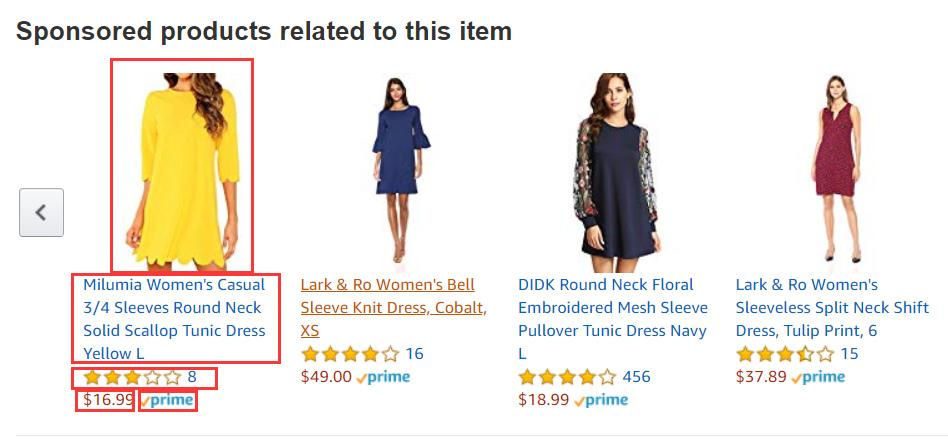 Sponsored products related to this item
Milumia Women's Casual
3/4 Sleeves Round Neck
Solid Scallop Tunic Dress
Yellow L
8
$16.99 prime
Lark & Ro Women's Bell
Sleeve Knit Dress, Cobalt,
XS
16
$49.00 prime
DIDK Round Neck Floral
Embroidered Mesh Sleeve
Pullover Tunic Dress Navy
L
456
$18.99 prime
Lark & Ro Women's
Sleeveless Split Neck Shift
Dress, Tulip Print, 6
15
$37.89 prime